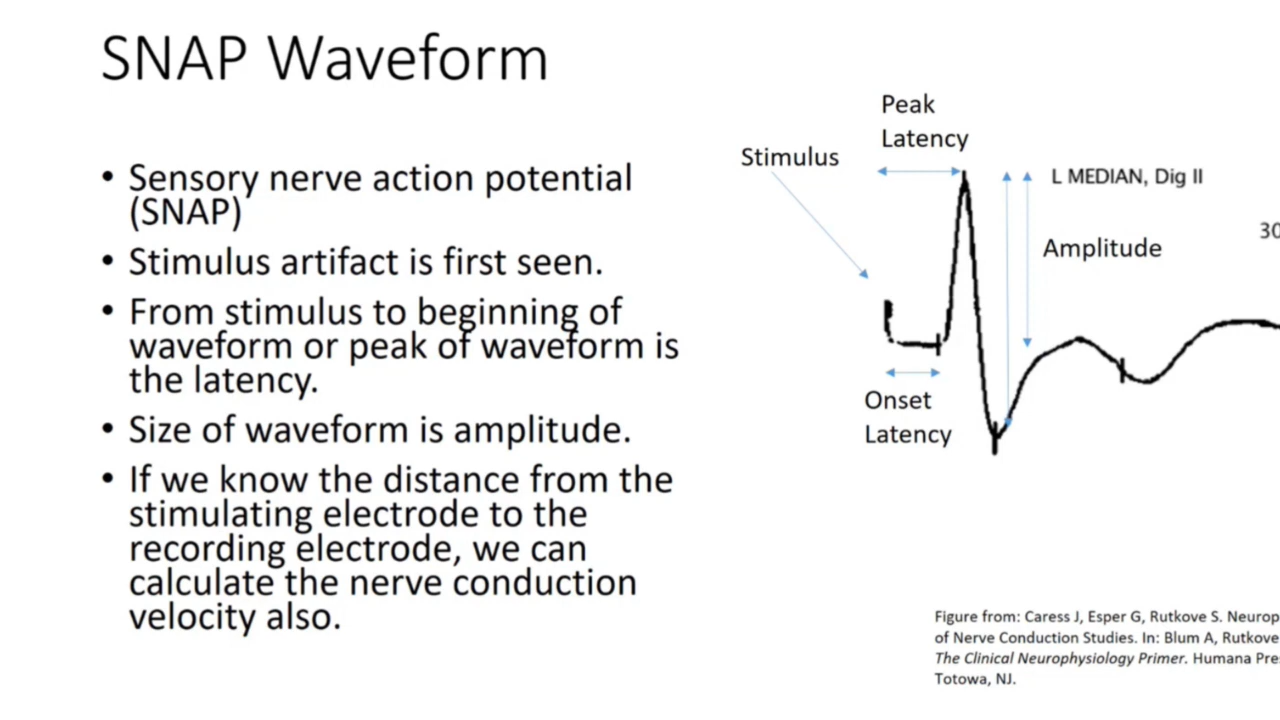 SNAP Waveform
• Sensory nerve action potential
(SNAP)
• Stimulus artifact is first seen.
• From stimulus to beginning of
waveform or peak of waveform is
the latency.
• Size of waveform is amplitude.
• If we know the distance from the
stimulating electrode to the
recording electrode, we can
calculate the nerve conduction
velocity also.
Peak
Latency
Stimulus
L MEDIAN, Dig II
30
Amplitude
Onset
Latency
Figure from: Caress J, Esper G, Rutkove S. Neurop
of Nerve Conduction Studies. In: Blum A, Rutkove
The Clinical Neurophysiology Primer. Humana Pre
Totowa, NJ.